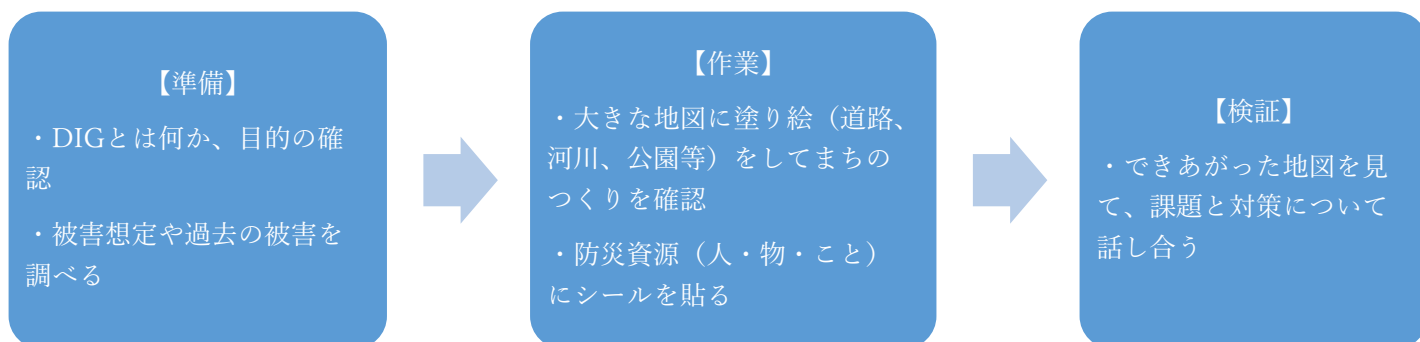 【準備】
・DIGとは何か、目的の確
認
・被害想定や過去の被害を
調べる
【作業】
・大きな地図に塗り絵（道路、
河川、公園等）をしてまちの
つくりを確認
・防災資源（人・物・こと）
にシールを貼る
【検証】
・できあがった地図を見
て、課題と対策について
話し合う